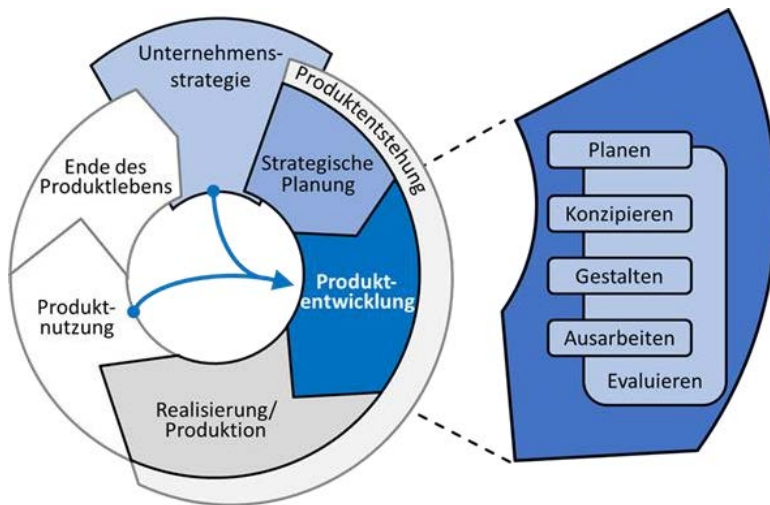 Unternehmens-
strategie
Produktentstehung
Strategische
Planung
Produkt-
entwicklung
Realisierung/
Produktion
Produkt-
nutzung
Ende des
Produktlebens
Planen
Konzipieren
Gestalten
Ausarbeiten
Evaluieren